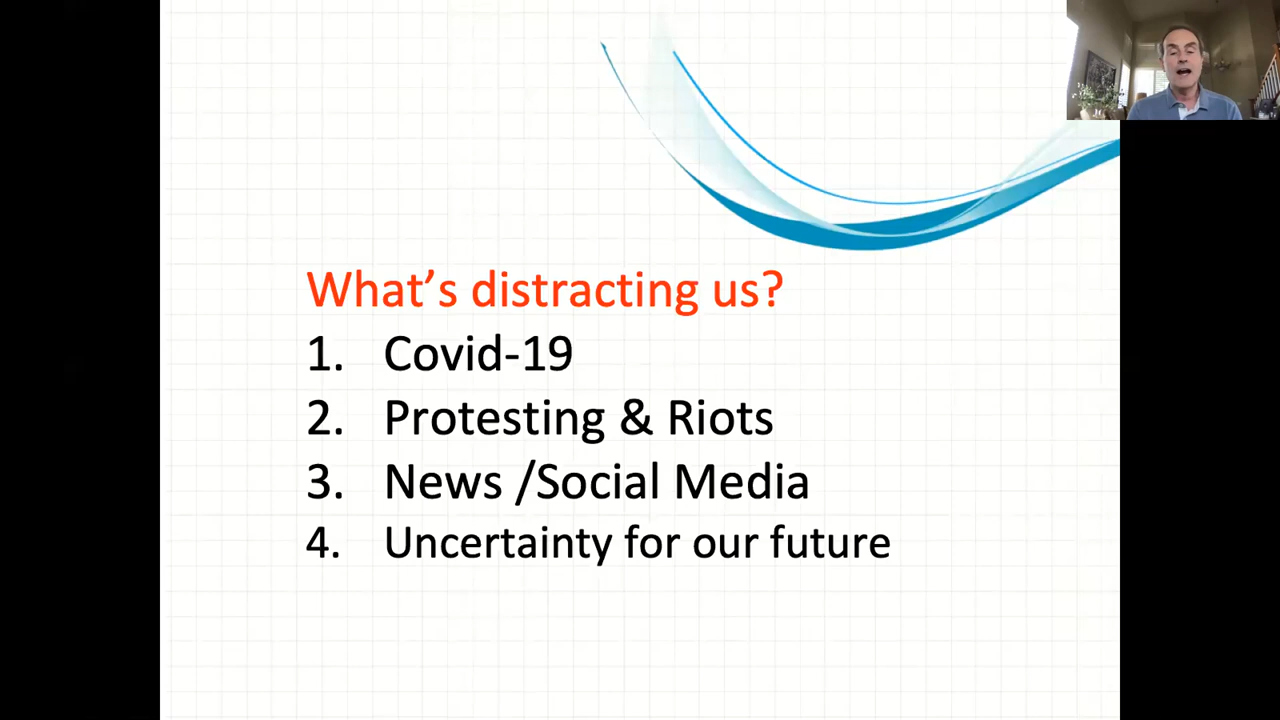 What's distracting us?
1. Covid-19
2. Protesting & Riots
3. News /Social Media
4. Uncertainty for our future